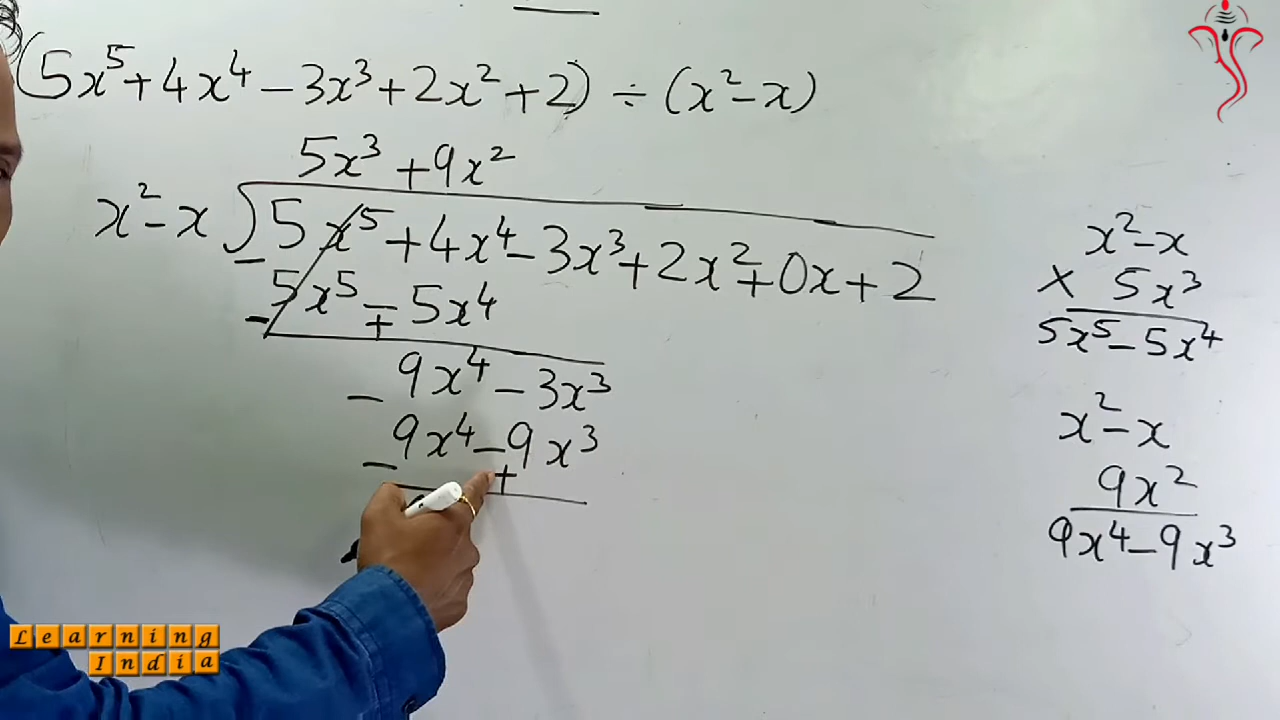 (5x⁵ + 4x⁴ − 3x³ + 2x² + 2) ÷ (x² − x)
5x³ + 9x²
x² − x ) 5x⁵ + 4x⁴ − 3x³ + 2x² + 0x + 2
−
5x⁵ − 5x⁴
− +
9x⁴ − 3x³
−
9x⁴ − 9x³
− +
x² − x
× 5x³
5x⁵ − 5x⁴
x² − x
9x²
9x⁴ − 9x³
Learning
India